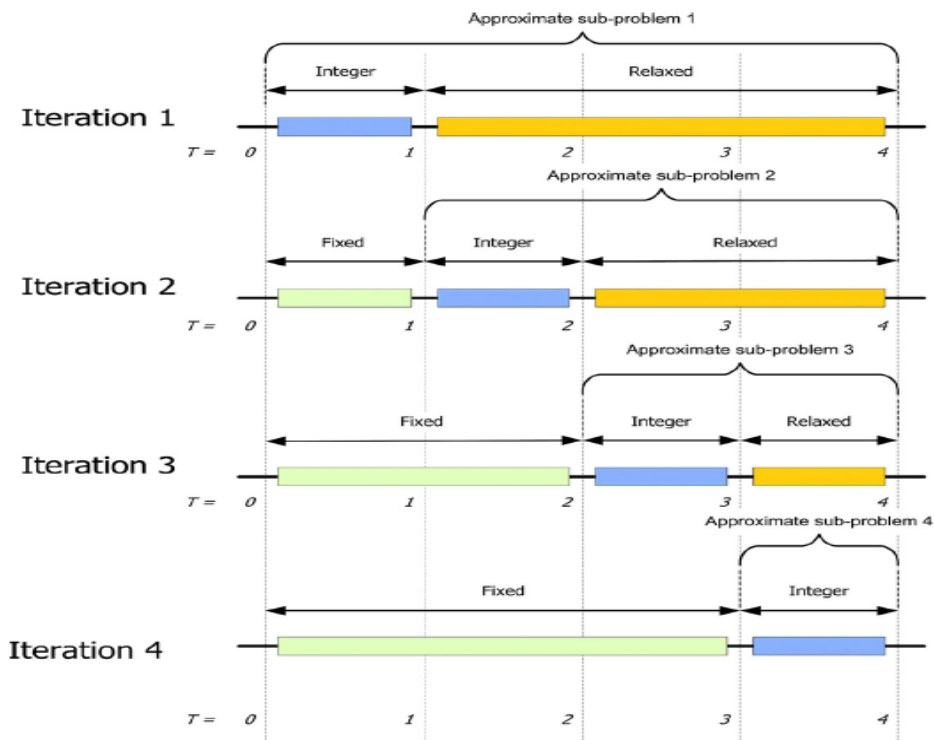 Approximate sub-problem 1
Integer Relaxed
Iteration 1
T = 0 1 2 3 4
Approximate sub-problem 2
Fixed Integer Relaxed
Iteration 2
T = 0 1 2 3 4
Approximate sub-problem 3
Fixed Integer Relaxed
Iteration 3
T = 0 1 2 3 4
Approximate sub-problem 4
Fixed Integer
Iteration 4
T = 0 1 2 3 4